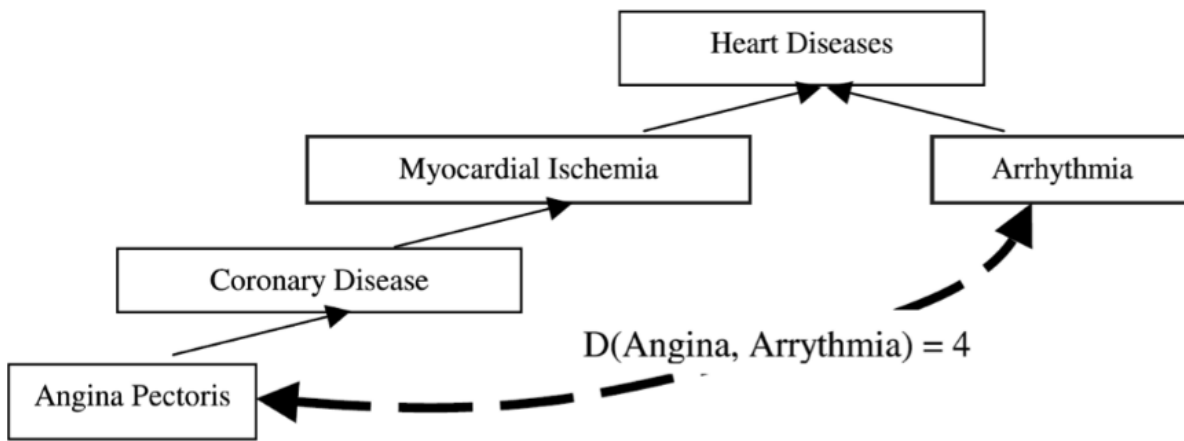 Heart Diseases
Myocardial Ischemia
Arrhythmia
Coronary Disease
D(Angina, Arrythmia) = 4
Angina Pectoris